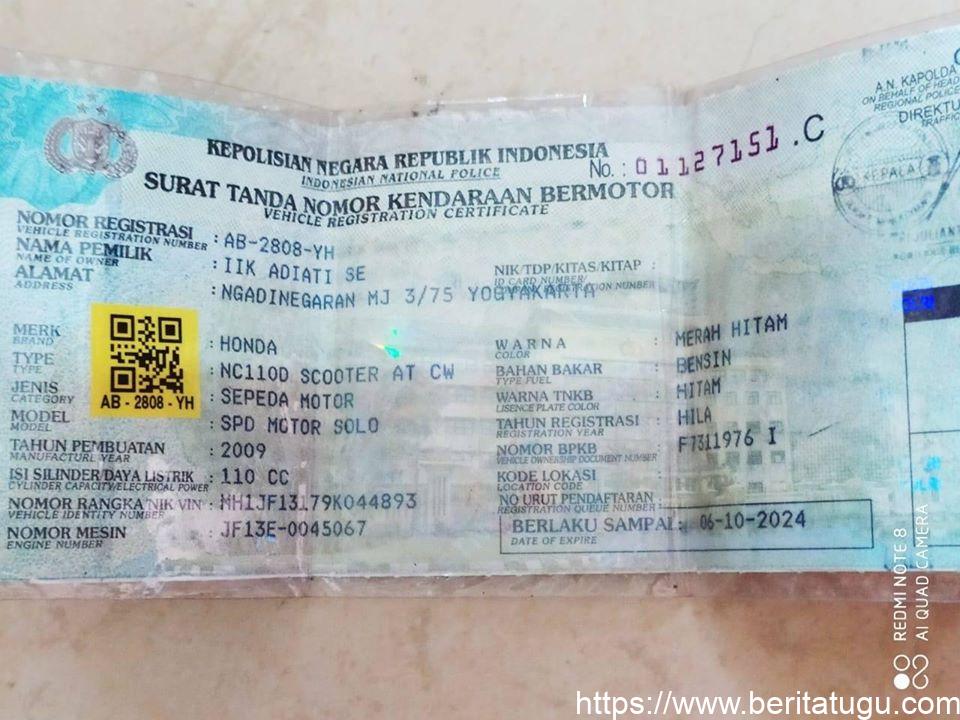 KEPOLISIAN NEGARA REPUBLIK INDONESIA
INDONESIAN NATIONAL POLICE
No. : 01127151 .C
SURAT TANDA NOMOR KENDARAAN BERMOTOR
VEHICLE REGISTRATION CERTIFICATE
A.N. KAPOLDA
ON BEHALF OF HEAD
REGIONAL POLICE
DIREKTU
TRAFFIC
KEPALA
NOMOR REGISTRASI : AB-2808-YH
VEHICLE REGISTRATION NUMBER
NAMA PEMILIK : IIK ADIATI SE
NAME OF OWNER
NIK/TDP/KITAS/KITAP :
ID CARD NUMBER/
ALAMAT : NGADINEGARAN MJ 3/75 YOGYAKARTA
ADDRESS
MERK : HONDA
BRAND
TYPE : NC110D SCOOTER AT CW
TYPE
JENIS : SEPEDA MOTOR
CATEGORY
MODEL : SPD MOTOR SOLO
MODEL
TAHUN PEMBUATAN : 2009
MANUFACTUR YEAR
ISI SILINDER/DAYA LISTRIK : 110 CC
CYLINDER CAPACITY/ELECTRICAL POWER
NOMOR RANGKA/NIK/VIN : MH1JF13179K044893
VEHICLE IDENTITY NUMBER
NOMOR MESIN : JF13E-0045067
ENGINE NUMBER
AB - 2808 - YH
WARNA : MERAH HITAM
COLOR
BAHAN BAKAR : BENSIN
TYPE FUEL
WARNA TNKB : HITAM
LISENCE PLATE COLOR
TAHUN REGISTRASI : HILA
REGISTRATION YEAR
NOMOR BPKB : F7311976 I
VEHICLE OWNERSHIP DOCUMENT NUMBER
KODE LOKASI :
LOCATION CODE
NO URUT PENDAFTARAN :
REGISTRATION QUEUE NUMBER
BERLAKU SAMPAI : 06-10-2024
DATE OF EXPIRE
REDMI NOTE 8
AI QUAD CAMERA
https://www.beritatugu.com